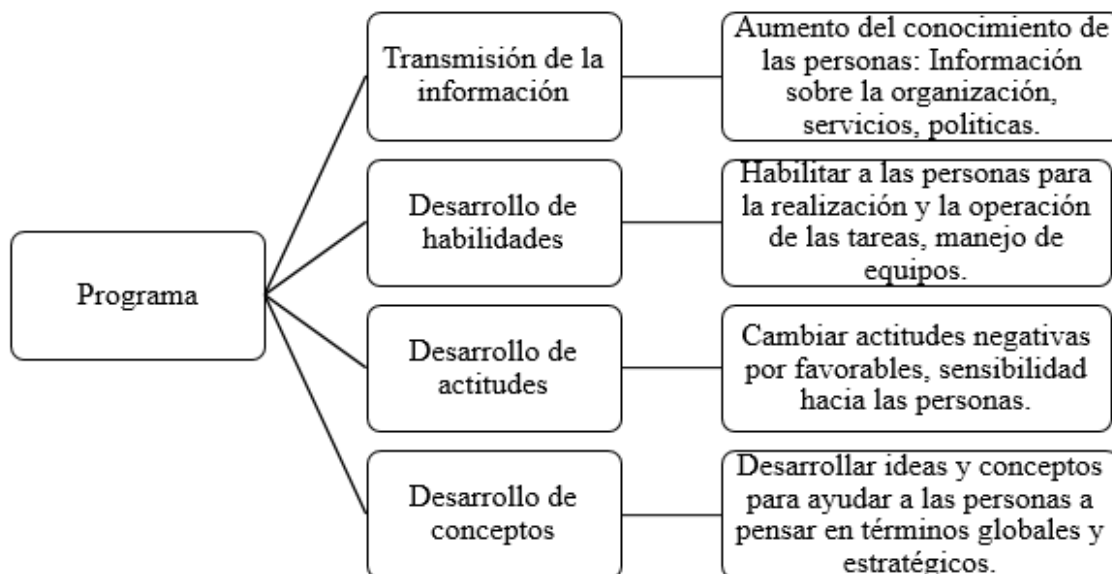 Transmisión de la
información
Aumento del conocimiento de
las personas: Información
sobre la organización,
servicios, politicas.
Desarrollo de
habilidades
Habilitar a las personas para
la realización y la operación
de las tareas, manejo de
equipos.
Programa
Desarrollo de
actitudes
Cambiar actitudes negativas
por favorables, sensibilidad
hacia las personas.
Desarrollo de
conceptos
Desarrollar ideas y conceptos
para ayudar a las personas a
pensar en términos globales y
estratégicos.